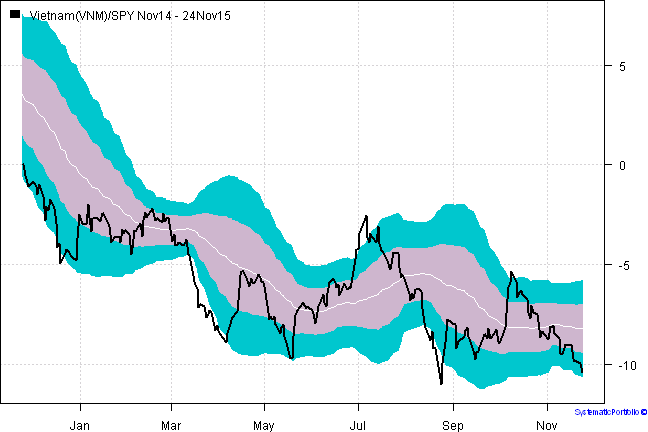 Vietnam(VNM)/SPY Nov14 - 24Nov15
5
0
-5
-10
Jan Mar May Jul Sep Nov
SystematicPortfolio ©